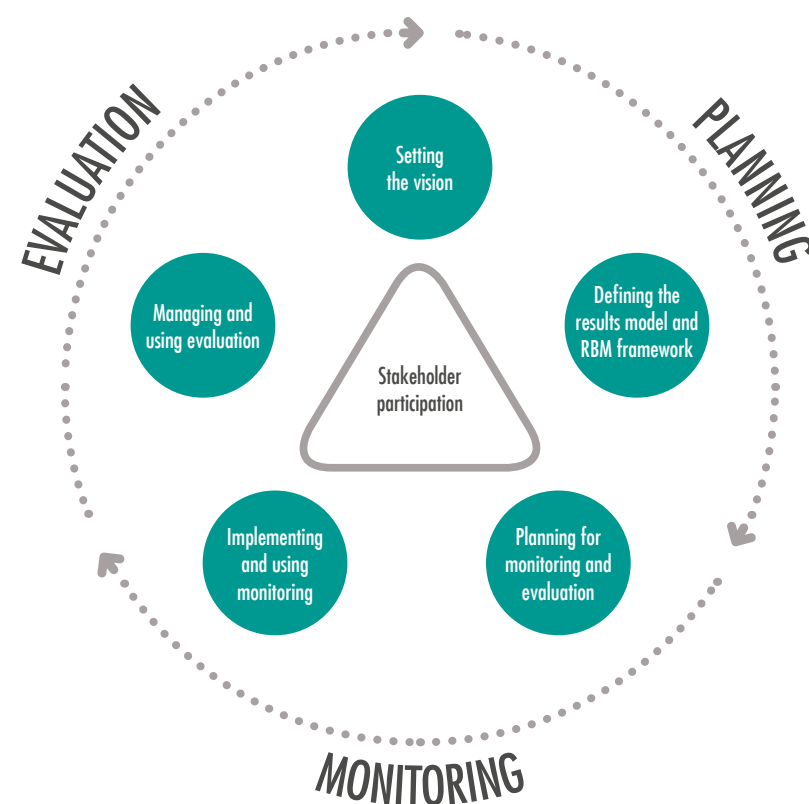 EVALUATION
PLANNING
Setting
the vision
Managing and
using evaluation
Defining the
results model and
RBM framework
Stakeholder
participation
Implementing
and using
monitoring
Planning for
monitoring and
evaluation
MONITORING